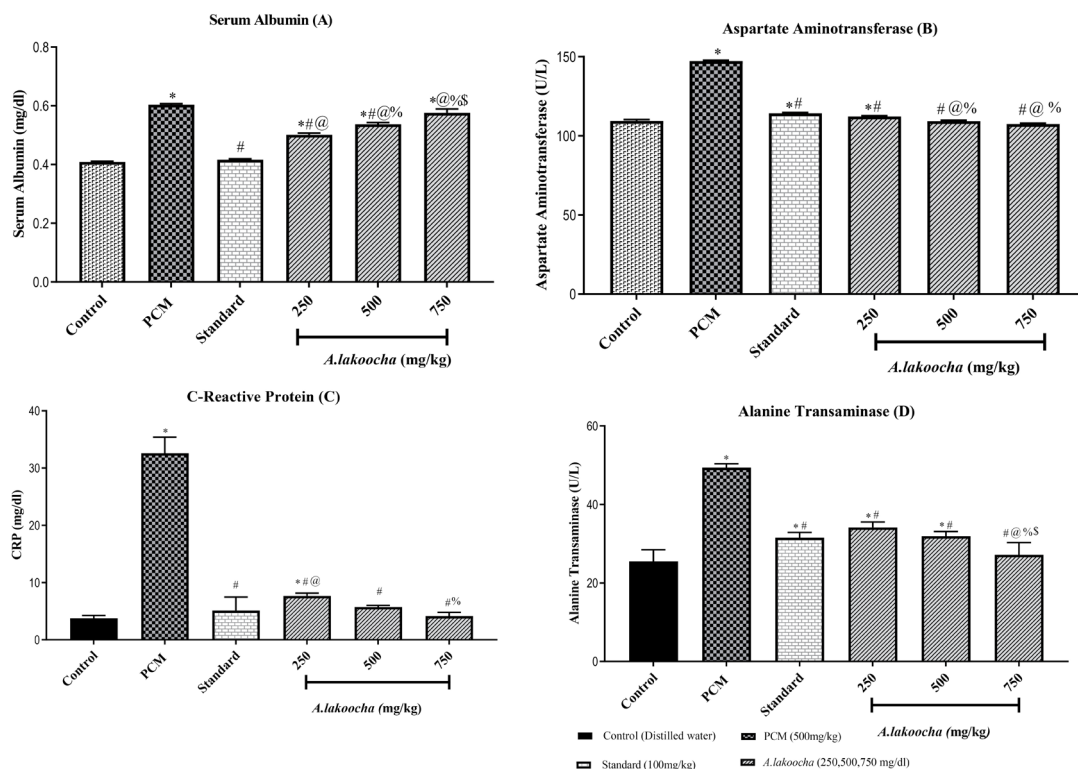 Serum Albumin (A)
Serum Albumin (mg/dl)
0.8
0.6
0.4
0.2
0.0
*
#
*#@
*#@%
*@%$
Control
PCM
Standard
250
500
750
A.lakoocha (mg/kg)
Aspartate Aminotransferase (B)
Aspartate Aminotransferase (U/L)
150
100
50
0
*
*#
*#
#@%
#@ %
Control
PCM
Standard
250
500
750
A.lakoocha (mg/kg)
C-Reactive Protein (C)
CRP (mg/dl)
40
30
20
10
0
*
#
*#@
#
#%
Control
PCM
Standard
250
500
750
A.lakoocha (mg/kg)
Alanine Transaminase (D)
Alanine Transaminase (U/L)
60
40
20
0
*
*#
*#
*#
#@%$
Control
PCM
Standard
250
500
750
A.lakoocha (mg/kg)
Control (Distilled water)
PCM (500mg/kg)
Standard (100mg/kg)
A.lakoocha (250,500,750 mg/dl)